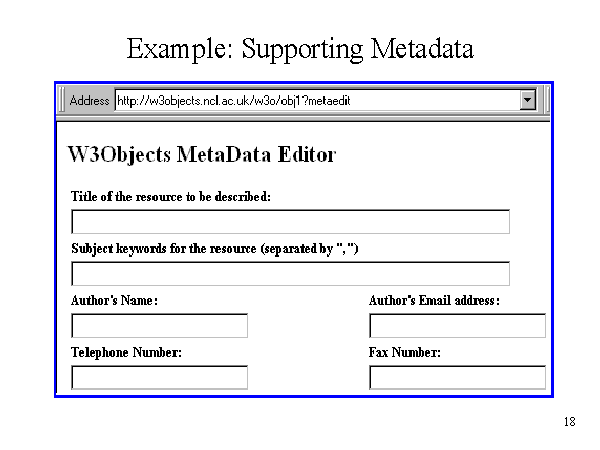 Example: Supporting Metadata
Address http://w3objects.ncl.ac.uk/w3o/obj1?metaedit
W3Objects MetaData Editor
Title of the resource to be described:
Subject keywords for the resource (separated by ",")
Author's Name: Author's Email address:
Telephone Number: Fax Number:
18